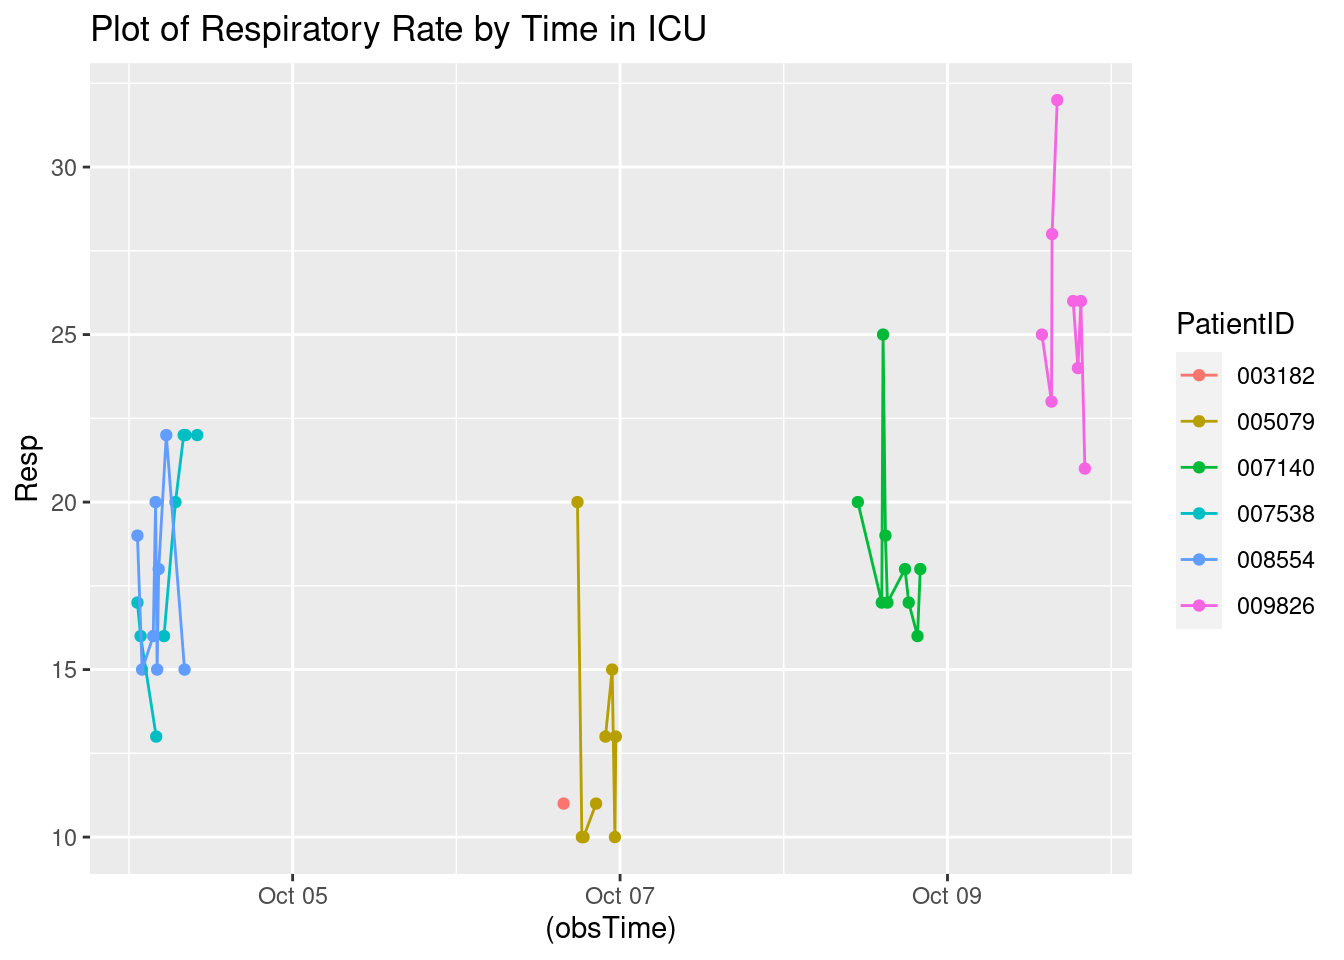 Plot of Respiratory Rate by Time in ICU
30
25
20
15
10
Resp
Oct 05 Oct 07 Oct 09
(obsTime)
PatientID
003182
005079
007140
007538
008554
009826